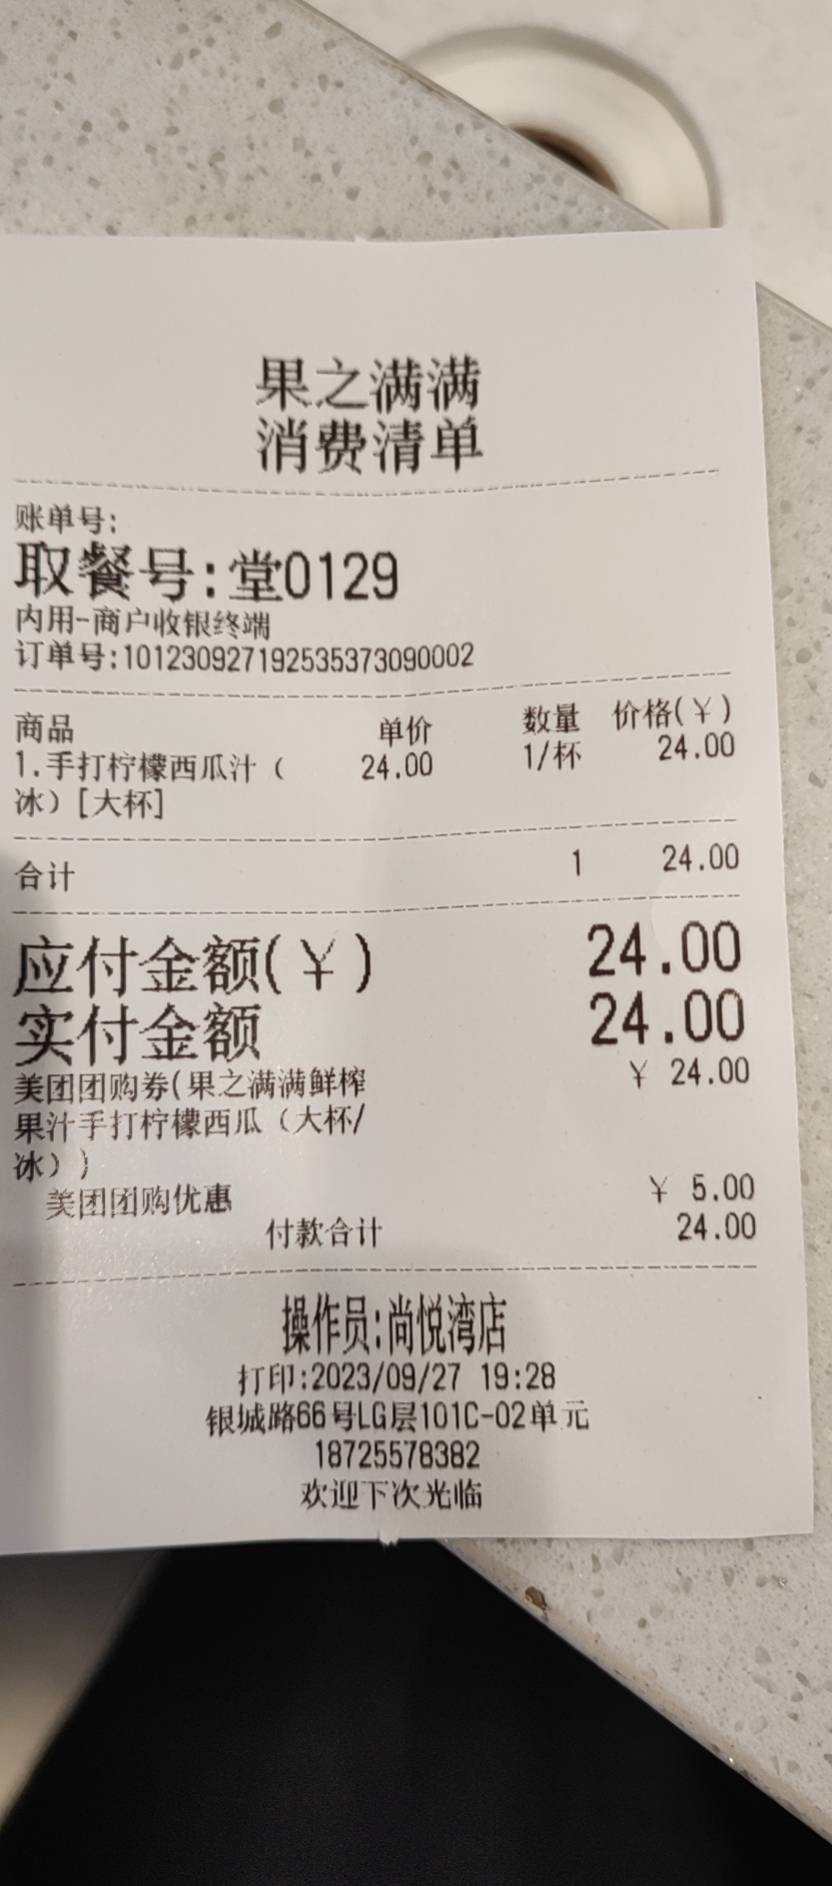 果之满满
消费清单
账单号:
取餐号:堂0129
内用-商户收银终端
订单号:101230927192535373090002
商品 单价 数量 价格(￥)
1.手打柠檬西瓜汁（ 24.00 1/杯 24.00
冰）[大杯]
合计 1 24.00
应付金额(￥) 24.00
实付金额 24.00
美团团购券(果之满满鲜榨 ￥ 24.00
果汁手打柠檬西瓜（大杯/
冰）)
美团团购优惠 ￥ 5.00
付款合计 24.00
操作员:尚悦湾店
打印:2023/09/27 19:28
银城路66号LG层101C-02单元
18725578382
欢迎下次光临